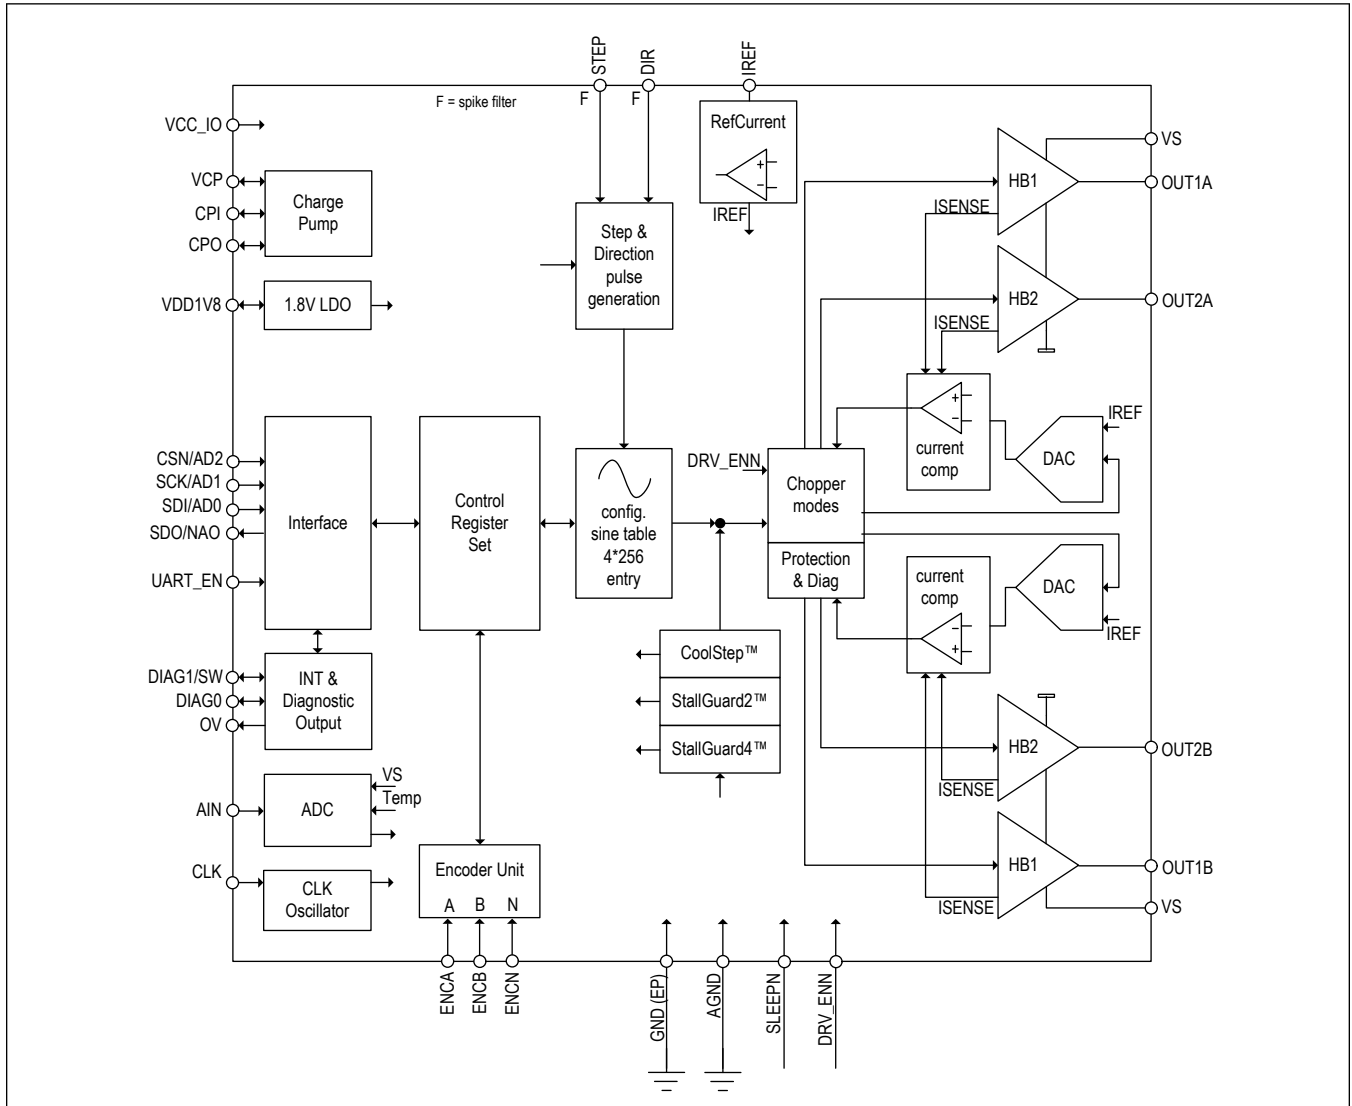 STEP
DIR
IREF
F = spike filter
F
F
VCC_IO
RefCurrent
+
−
IREF
VS
HB1
OUT1A
ISENSE
VCP
CPI
CPO
Charge
Pump
Step &
Direction
pulse
generation
HB2
OUT2A
ISENSE
VDD1V8
1.8V LDO
+
−
current
comp
DAC
IREF
CSN/AD2
SCK/AD1
SDI/AD0
SDO/NAO
UART_EN
Interface
Control
Register
Set
config.
sine table
4*256
entry
DRV_ENN
Chopper
modes
Protection
& Diag
current
comp
−
+
DAC
IREF
DIAG1/SW
DIAG0
OV
INT &
Diagnostic
Output
CoolStep™
StallGuard2™
StallGuard4™
HB2
OUT2B
ISENSE
AIN
ADC
VS
Temp
CLK
CLK
Oscillator
Encoder Unit
A B N
HB1
OUT1B
ISENSE
VS
ENCA
ENCB
ENCN
GND (EP)
AGND
SLEEPN
DRV_ENN